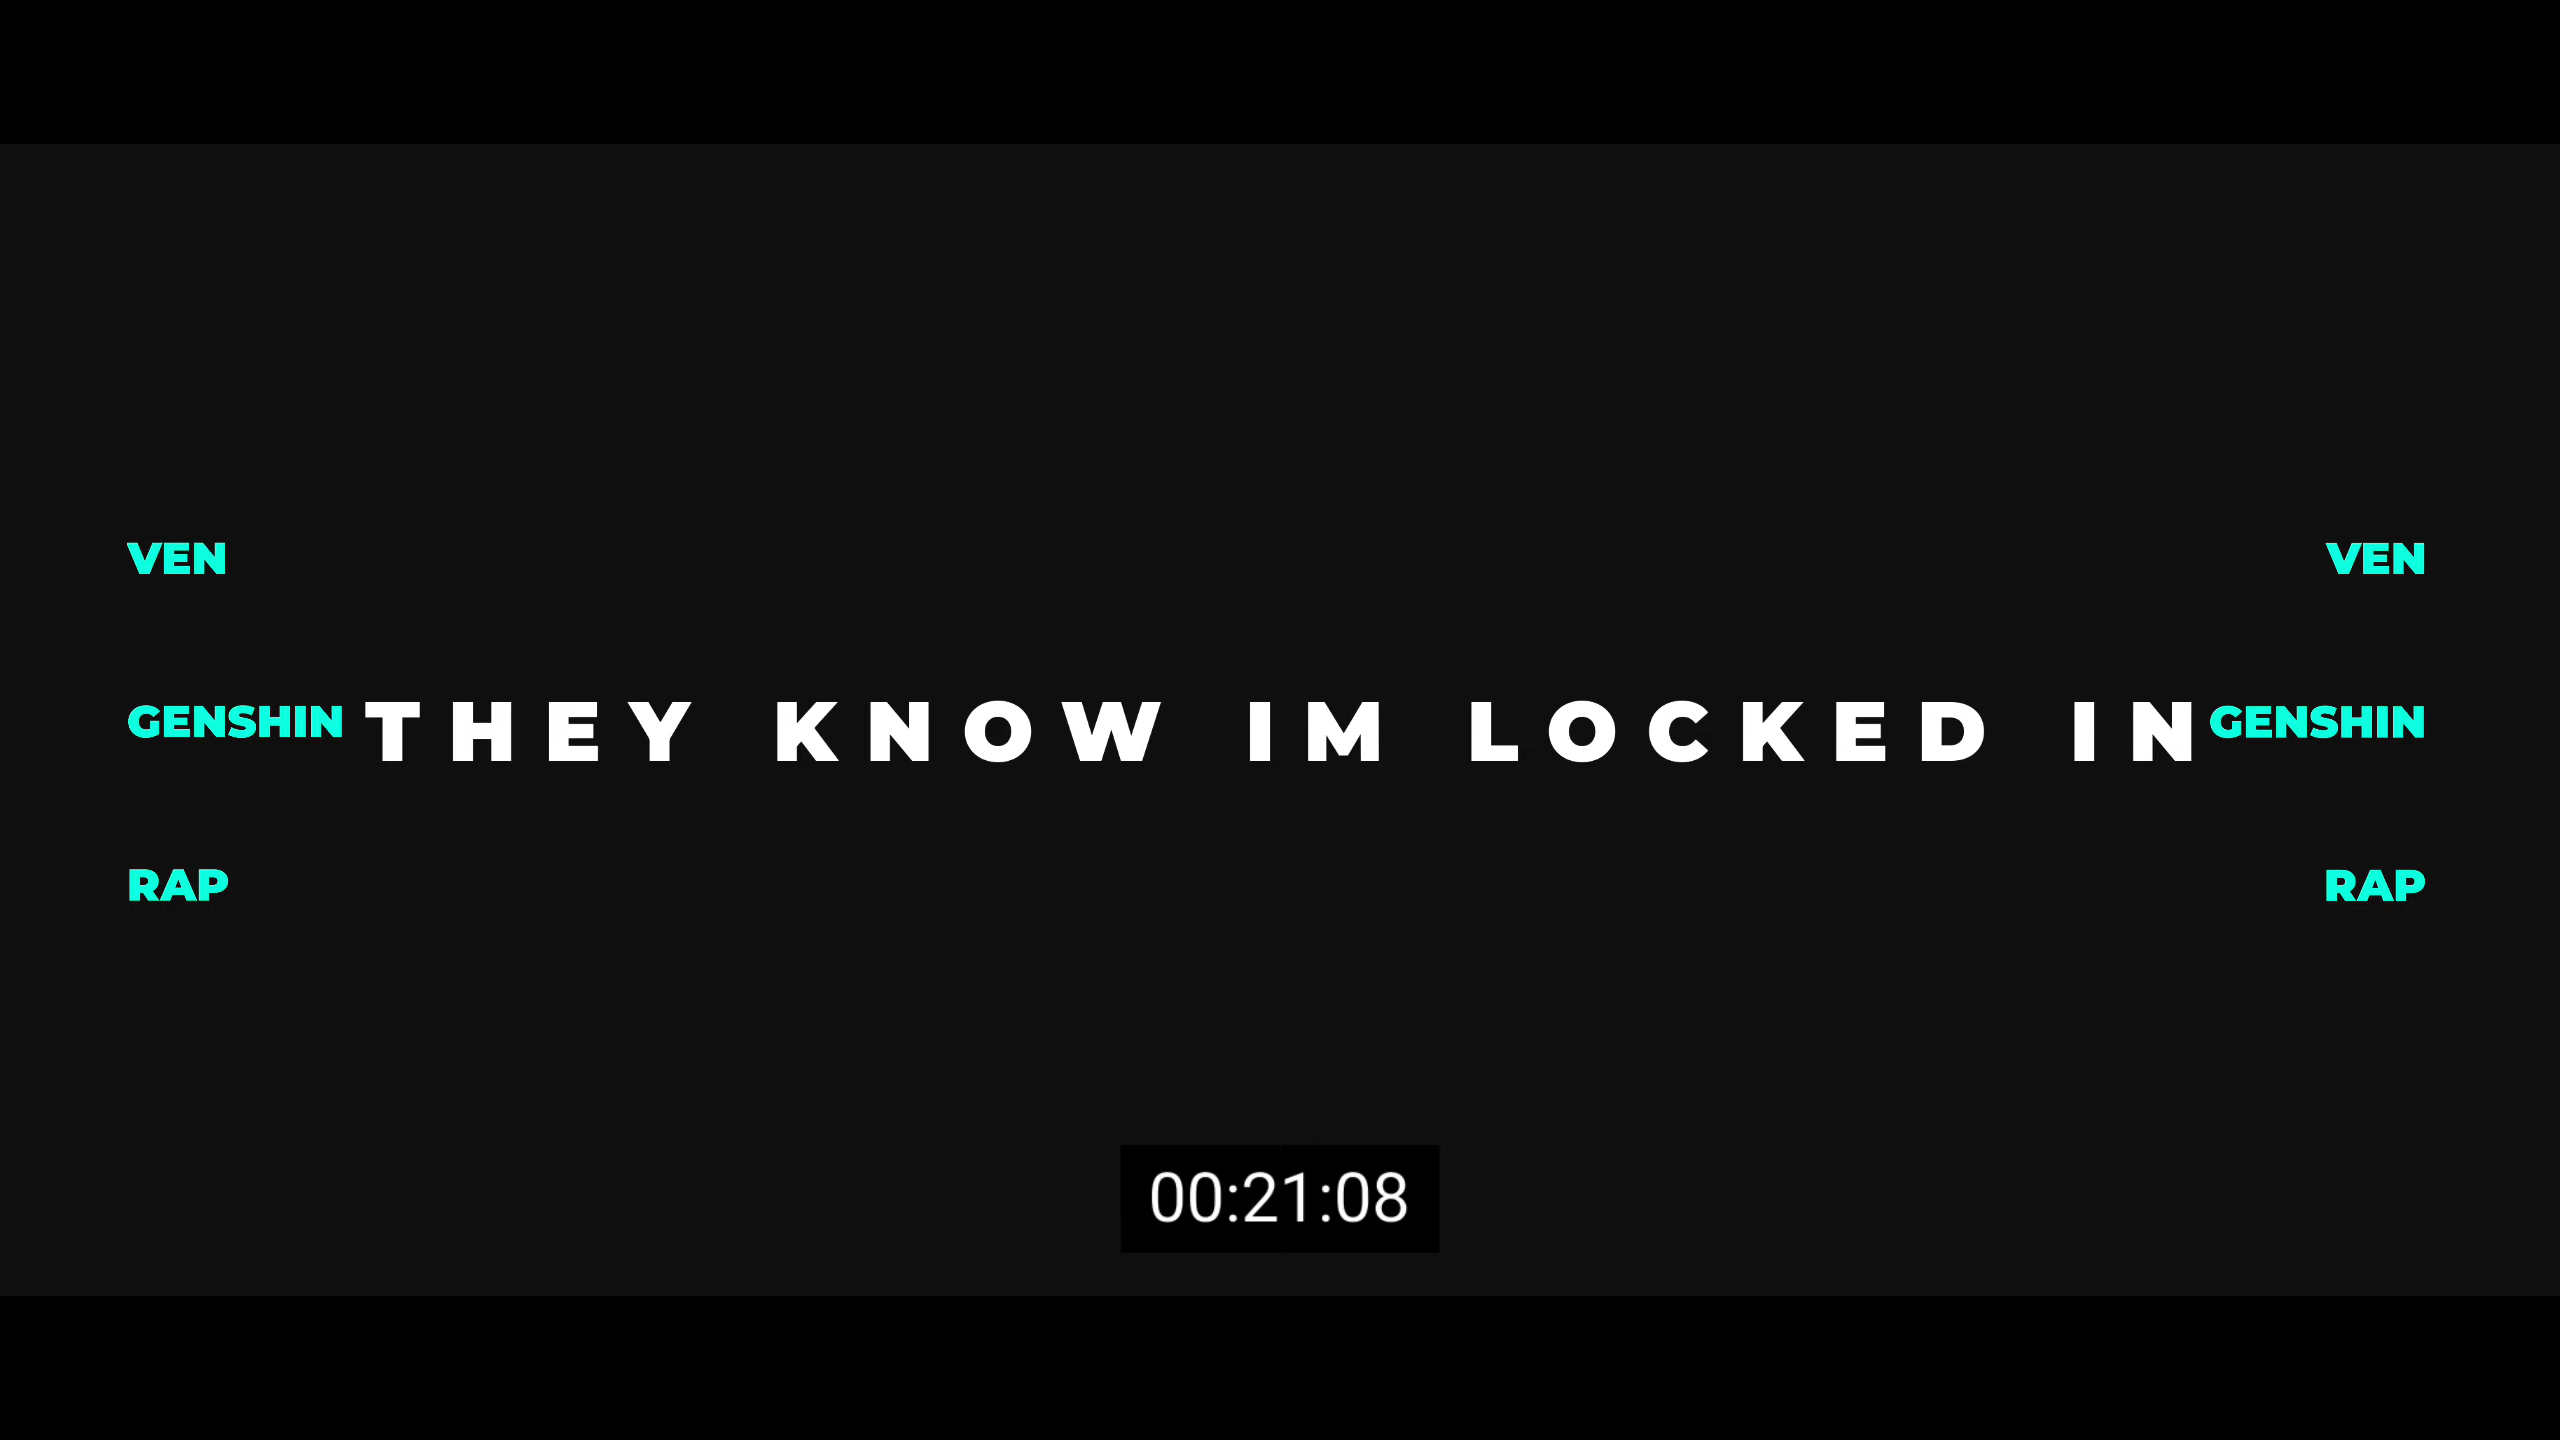 VEN VEN
GENSHIN THEY KNOW IM LOCKED IN GENSHIN
RAP RAP
00:21:08